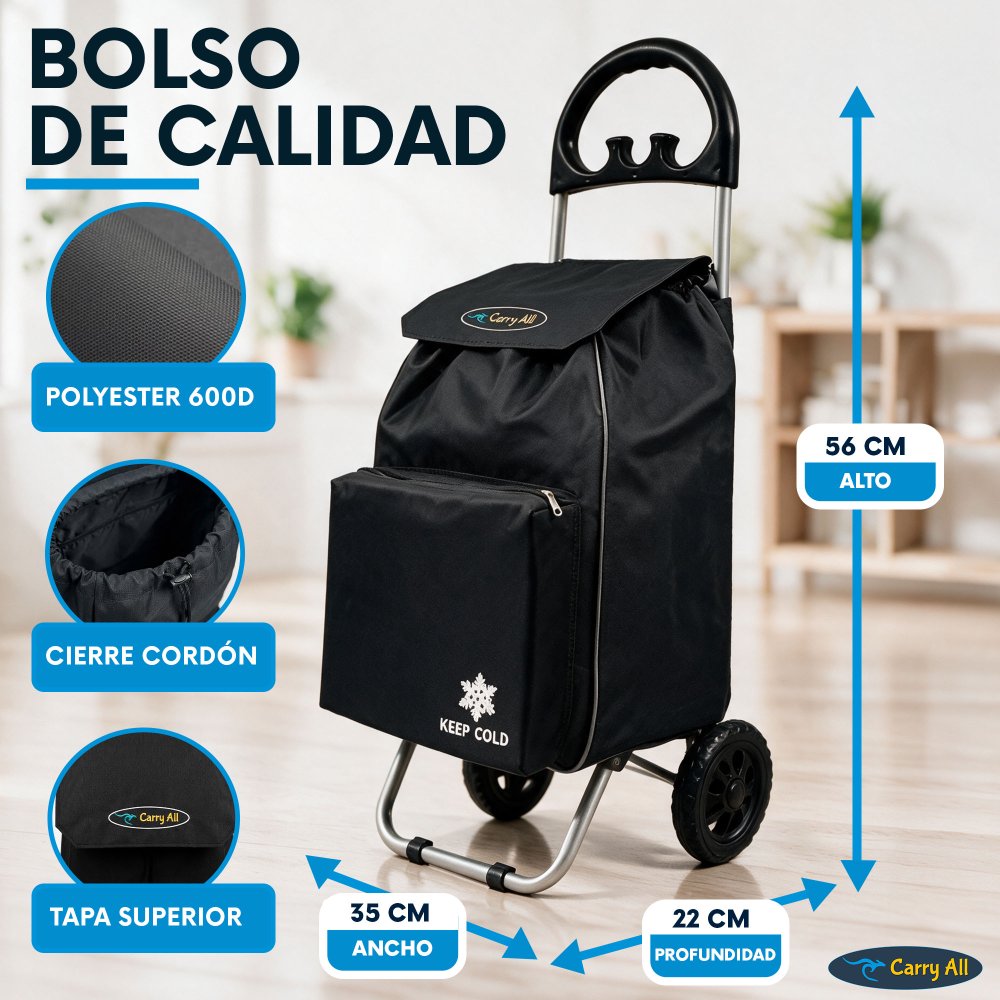 BOLSO
DE CALIDAD
POLYESTER 600D
CIERRE CORDÓN
Carry All
TAPA SUPERIOR
Carry All
KEEP COLD
56 CM
ALTO
35 CM
ANCHO
22 CM
PROFUNDIDAD
Carry All